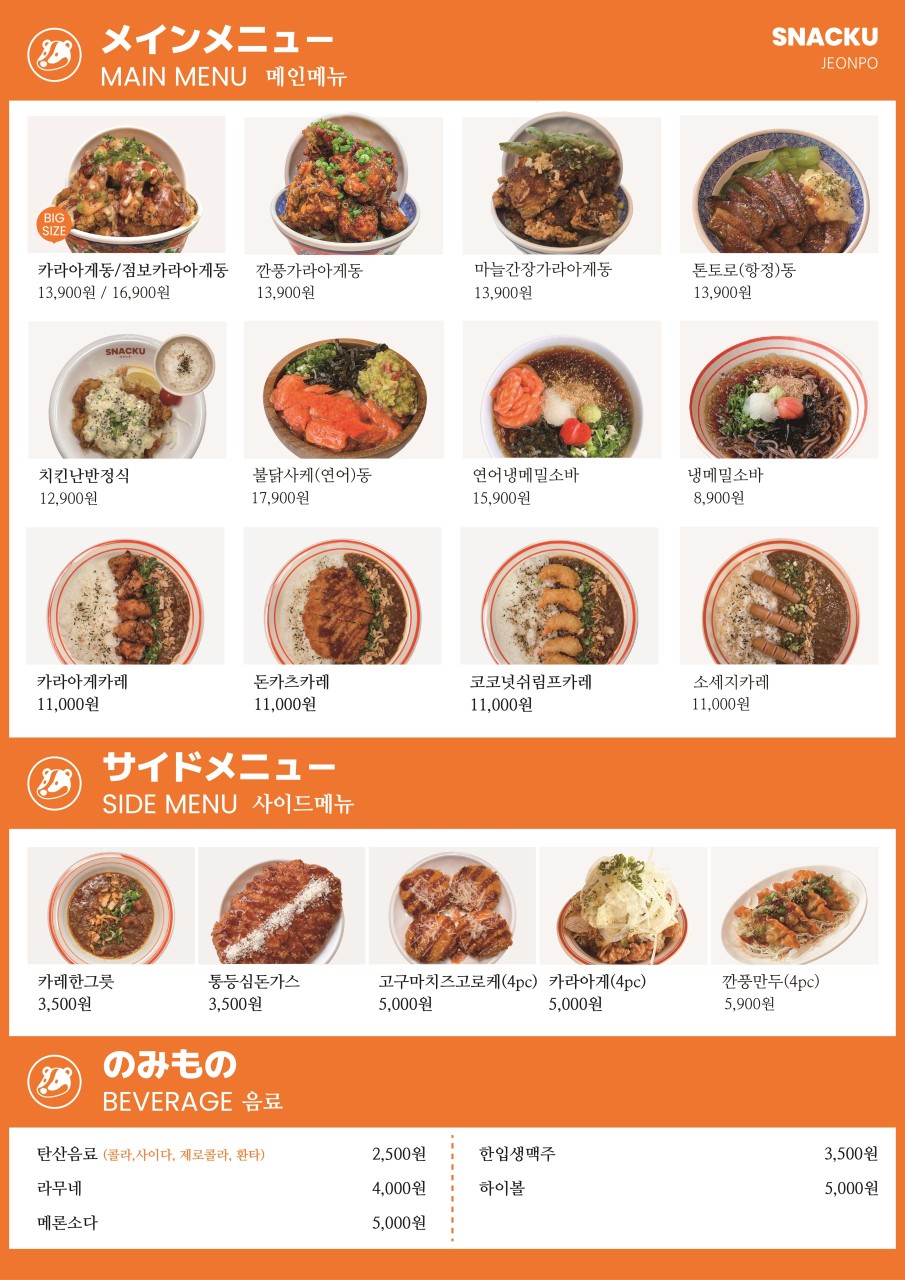 メインメニュー
MAIN MENU 메인메뉴
SNACKU
JEONPO
BIG
SIZE
카라아게동/점보카라아게동
13,900원 / 16,900원
깐풍가라아게동
13,900원
마늘간장가라아게동
13,900원
톤토로(항정)동
13,900원
SNACKU
치킨난반정식
12,900원
불닭사케(연어)동
17,900원
연어냉메밀소바
15,900원
냉메밀소바
8,900원
카라아게카레
11,000원
돈카츠카레
11,000원
코코넛쉬림프카레
11,000원
소세지카레
11,000원
サイドメニュー
SIDE MENU 사이드메뉴
카레한그릇
3,500원
통등심돈가스
3,500원
고구마치즈고로케(4pc)
5,000원
카라아게(4pc)
5,000원
깐풍만두(4pc)
5,900원
のみもの
BEVERAGE 음료
탄산음료 (콜라,사이다, 제로콜라, 환타) 2,500원
라무네 4,000원
메론소다 5,000원
한입생맥주 3,500원
하이볼 5,000원